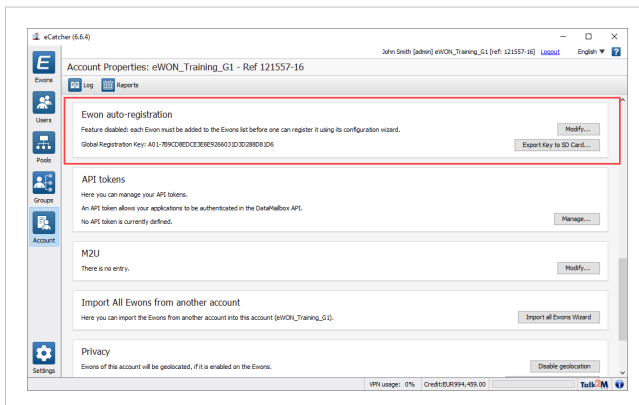 eCatcher (6.6.4)
John Smith [admin] eWON_Training_G1 [ref: 121557-16] Logout English ?
E
Ewons
Users
Pools
Groups
Account
Settings
Account Properties: eWON_Training_G1 - Ref 121557-16
Log Reports
Ewon auto-registration
Feature disabled: each Ewon must be added to the Ewons list before one can register it using its configuration wizard.
Modify...
Global Registration Key: A01-7B9CD8EDCE3E6E9266031D3D288D81D6
Export Key to SD Card...
API tokens
Here you can manage your API tokens.
An API token allows your applications to be authenticated in the DataMailbox API.
No API token is currently defined.
Manage...
M2U
There is no entry.
Modify...
Import All Ewons from another account
Here you can import the Ewons from another account into this account (eWON_Training_G1).
Import all Ewons Wizard
Privacy
Ewons of this account will be geolocated, if it is enabled on the Ewons.
Disable geolocation
VPN usage: 0% Credit:EUR994,459.00 Talk2M